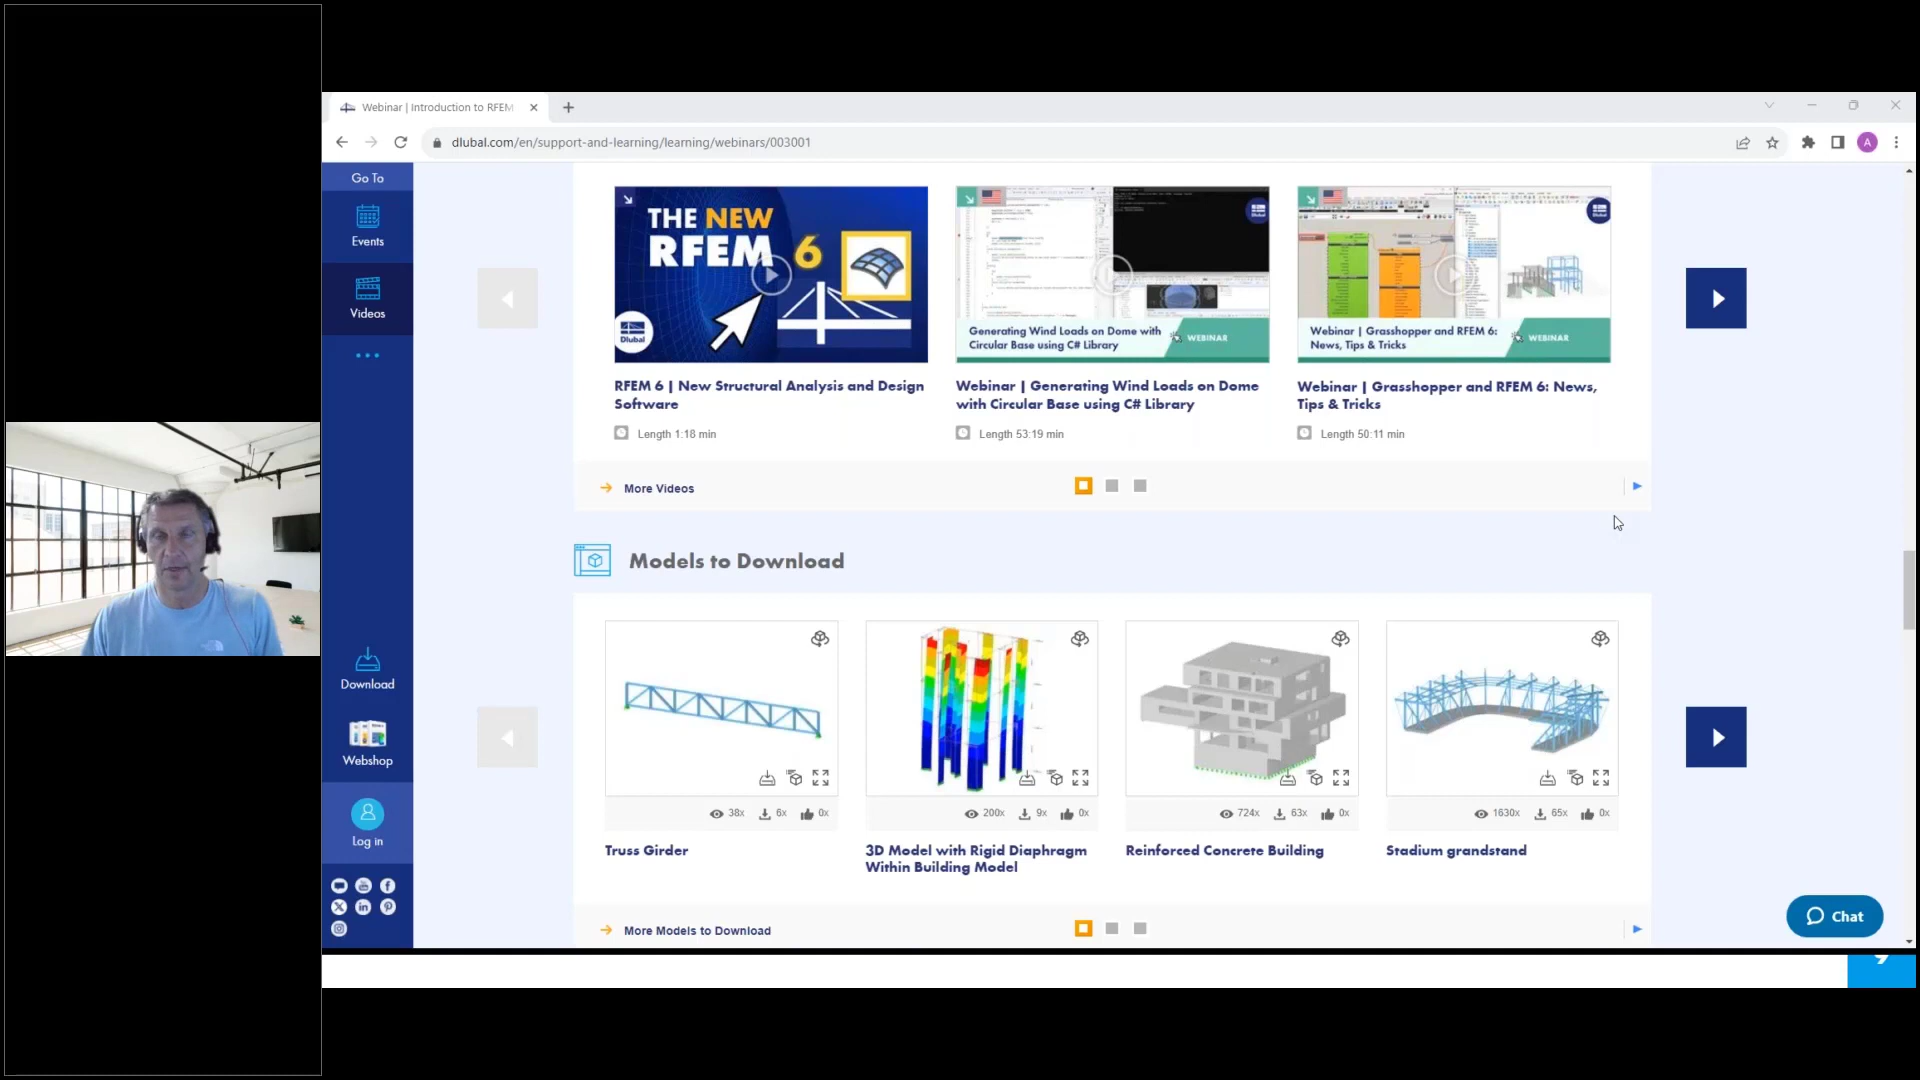 Webinar | Introduction to RFEM
dlubal.com/en/support-and-learning/learning/webinars/003001
A
Go To
Events
Videos
Download
Webshop
Log in
THE NEW
RFEM 6
Dlubal
Generating Wind Loads on Dome with
Circular Base using C# Library
WEBINAR
Webinar | Grasshopper and RFEM 6:
News, Tips & Tricks
WEBINAR
RFEM 6 | New Structural Analysis and Design
Software
Length 1:18 min
Webinar | Generating Wind Loads on Dome
with Circular Base using C# Library
Length 53:19 min
Webinar | Grasshopper and RFEM 6: News,
Tips & Tricks
Length 50:11 min
More Videos
Models to Download
38x 6x 0x
200x 9x 0x
724x 63x 0x
1630x 65x 0x
Truss Girder
3D Model with Rigid Diaphragm
Within Building Model
Reinforced Concrete Building
Stadium grandstand
More Models to Download
Chat